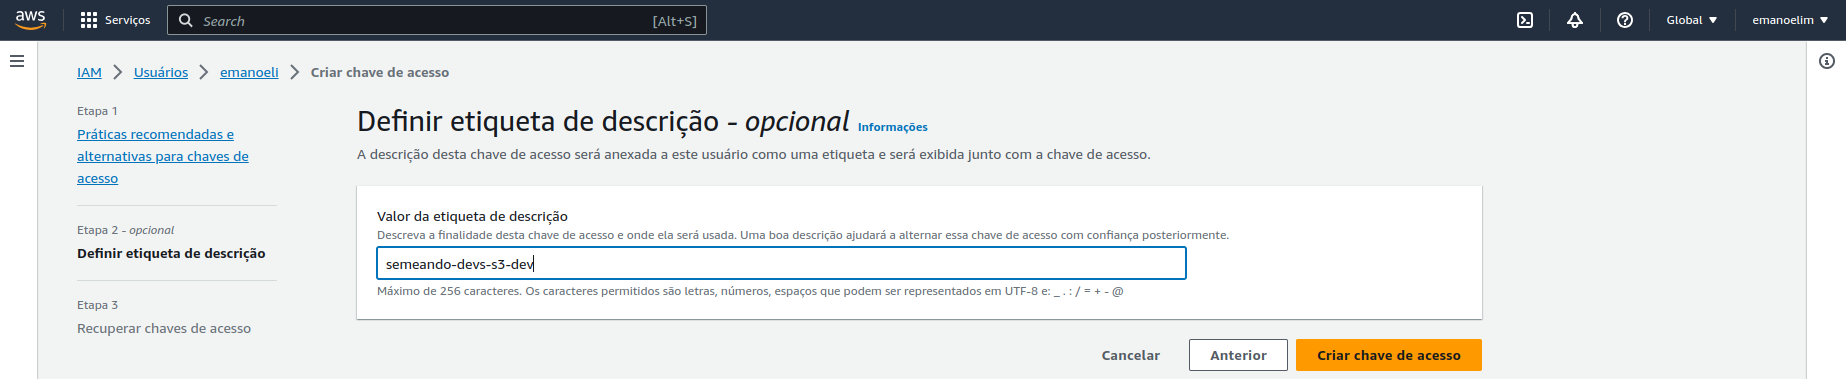 aws Serviços Search [Alt+S] Global emanoelim
IAM Usuários emanoeli Criar chave de acesso
Etapa 1
Práticas recomendadas e
alternativas para chaves de
acesso
Etapa 2 - opcional
Definir etiqueta de descrição
Etapa 3
Recuperar chaves de acesso
Definir etiqueta de descrição - opcional Informações
A descrição desta chave de acesso será anexada a este usuário como uma etiqueta e será exibida junto com a chave de acesso.
Valor da etiqueta de descrição
Descreva a finalidade desta chave de acesso e onde ela será usada. Uma boa descrição ajudará a alternar essa chave de acesso com confiança posteriormente.
semeando-devs-s3-dev
Máximo de 256 caracteres. Os caracteres permitidos são letras, números, espaços que podem ser representados em UTF-8 e: _ . : / = + - @
Cancelar Anterior Criar chave de acesso